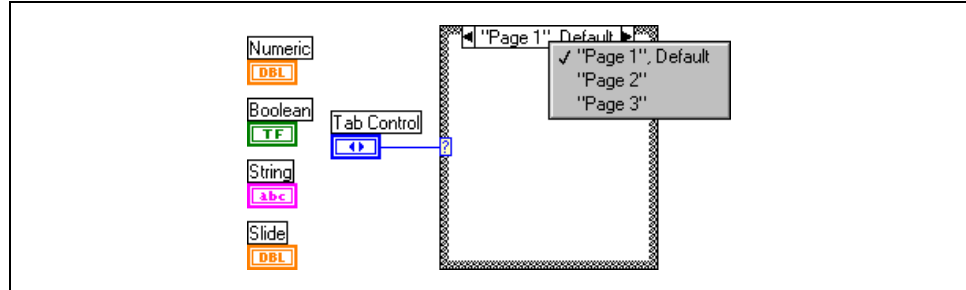 Numeric
DBL
Boolean
TF
String
abc
Slide
DBL
Tab Control
?
"Page 1", Default
✓ "Page 1", Default
"Page 2"
"Page 3"